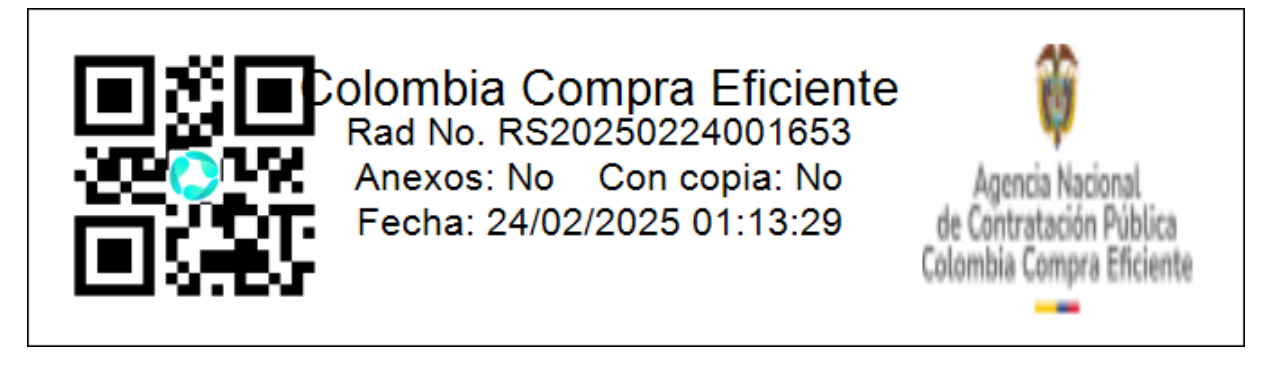 Colombia Compra Eficiente
Rad No. RS20250224001653
Anexos: No Con copia: No
Fecha: 24/02/2025 01:13:29
Agencia Nacional
de Contratación Pública
Colombia Compra Eficiente